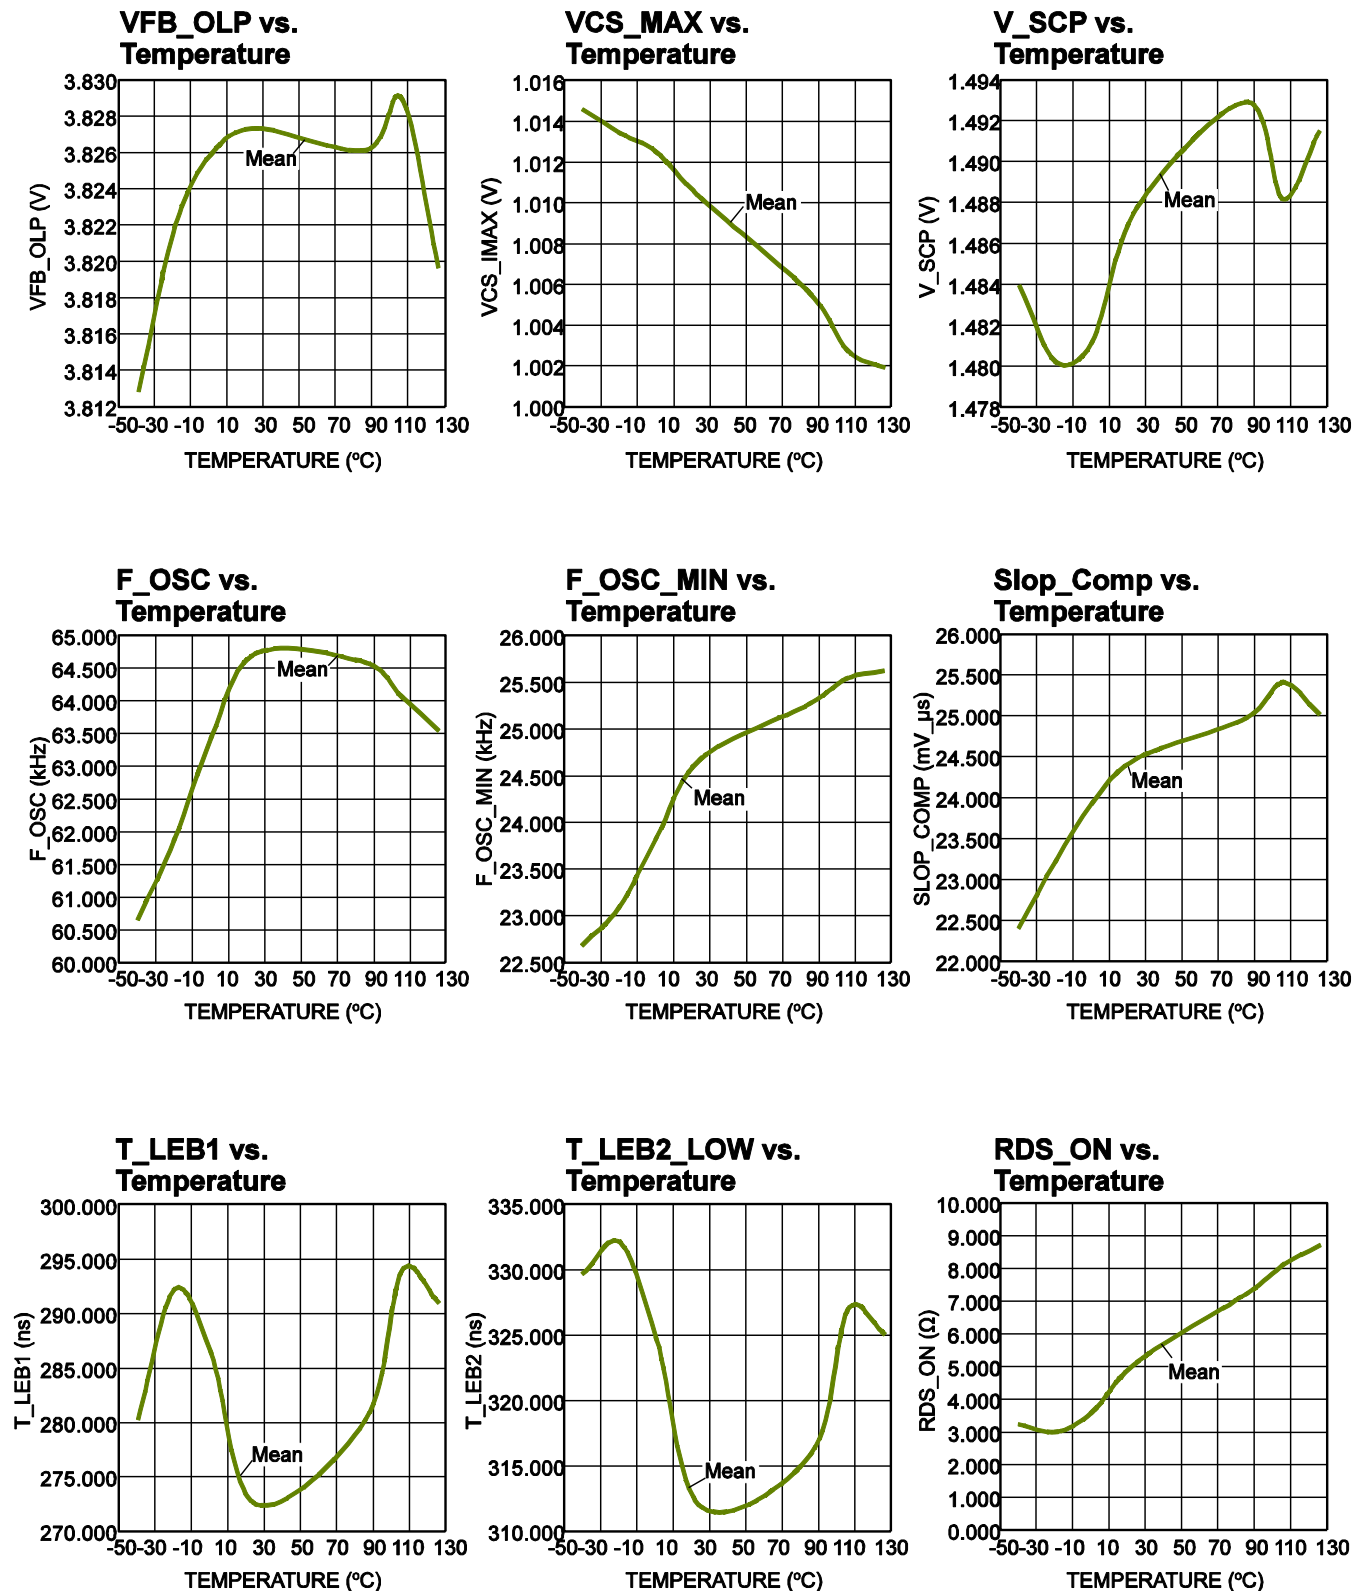 VFB_OLP vs.
Temperature
3.830
3.828
3.826
3.824
3.822
3.820
3.818
3.816
3.814
3.812
VFB_OLP (V)
Mean
-50 -30 -10 10 30 50 70 90 110 130
TEMPERATURE (ºC)
VCS_MAX vs.
Temperature
1.016
1.014
1.012
1.010
1.008
1.006
1.004
1.002
1.000
VCS_IMAX (V)
Mean
-50 -30 -10 10 30 50 70 90 110 130
TEMPERATURE (ºC)
V_SCP vs.
Temperature
1.494
1.492
1.490
1.488
1.486
1.484
1.482
1.480
1.478
V_SCP (V)
Mean
-50 -30 -10 10 30 50 70 90 110 130
TEMPERATURE (ºC)
F_OSC vs.
Temperature
65.000
64.500
64.000
63.500
63.000
62.500
62.000
61.500
61.000
60.500
60.000
F_OSC (kHz)
Mean
-50 -30 -10 10 30 50 70 90 110 130
TEMPERATURE (ºC)
F_OSC_MIN vs.
Temperature
26.000
25.500
25.000
24.500
24.000
23.500
23.000
22.500
F_OSC_MIN (kHz)
Mean
-50 -30 -10 10 30 50 70 90 110 130
TEMPERATURE (ºC)
Slop_Comp vs.
Temperature
26.000
25.500
25.000
24.500
24.000
23.500
23.000
22.500
22.000
SLOP_COMP (mV_µs)
Mean
-50 -30 -10 10 30 50 70 90 110 130
TEMPERATURE (ºC)
T_LEB1 vs.
Temperature
300.000
295.000
290.000
285.000
280.000
275.000
270.000
T_LEB1 (ns)
Mean
-50 -30 -10 10 30 50 70 90 110 130
TEMPERATURE (ºC)
T_LEB2_LOW vs.
Temperature
335.000
330.000
325.000
320.000
315.000
310.000
T_LEB2 (ns)
Mean
-50 -30 -10 10 30 50 70 90 110 130
TEMPERATURE (ºC)
RDS_ON vs.
Temperature
10.000
9.000
8.000
7.000
6.000
5.000
4.000
3.000
2.000
1.000
0.000
RDS_ON (Ω)
Mean
-50 -30 -10 10 30 50 70 90 110 130
TEMPERATURE (ºC)